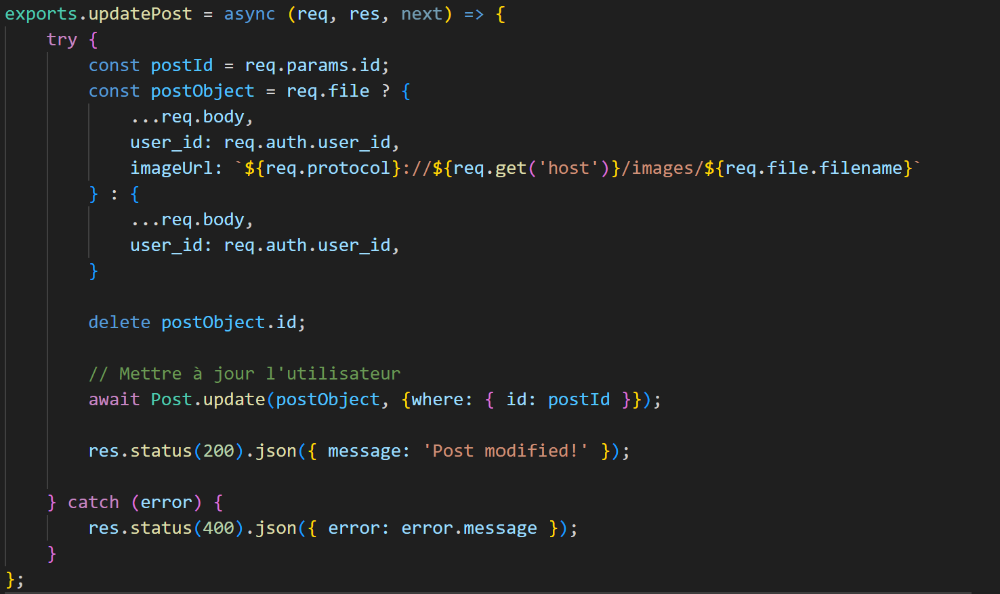 exports.updatePost = async (req, res, next) => {
    try {
        const postId = req.params.id;
        const postObject = req.file ? {
            ...req.body,
            user_id: req.auth.user_id,
            imageUrl: `${req.protocol}://${req.get('host')}/images/${req.file.filename}`
        } : {
            ...req.body,
            user_id: req.auth.user_id,
        }

        delete postObject.id;

        // Mettre à jour l'utilisateur
        await Post.update(postObject, {where: { id: postId }});

        res.status(200).json({ message: 'Post modified!' });

    } catch (error) {
        res.status(400).json({ error: error.message });
    }
};